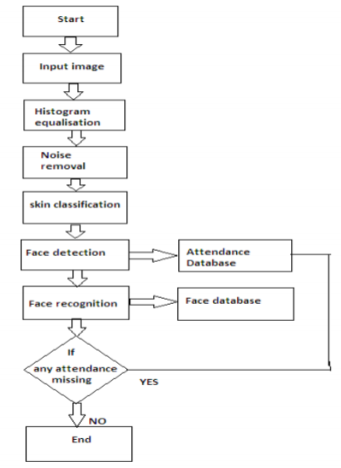 Start
Input image
Histogram
equalisation
Noise
removal
skin classification
Face detection
Attendance
Database
Face recognition
Face database
If
any attendance
missing
YES
NO
End